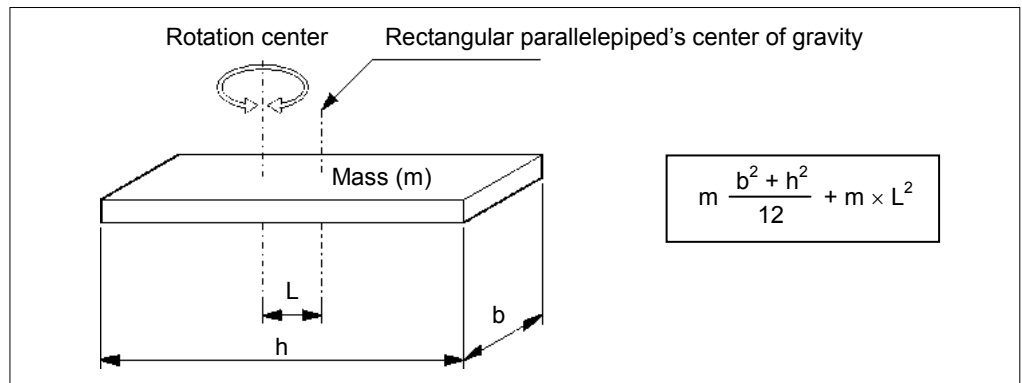 Rotation center
Rectangular parallelepiped's center of gravity
Mass (m)
m (b² + h²)/12 + m × L²
L
b
h